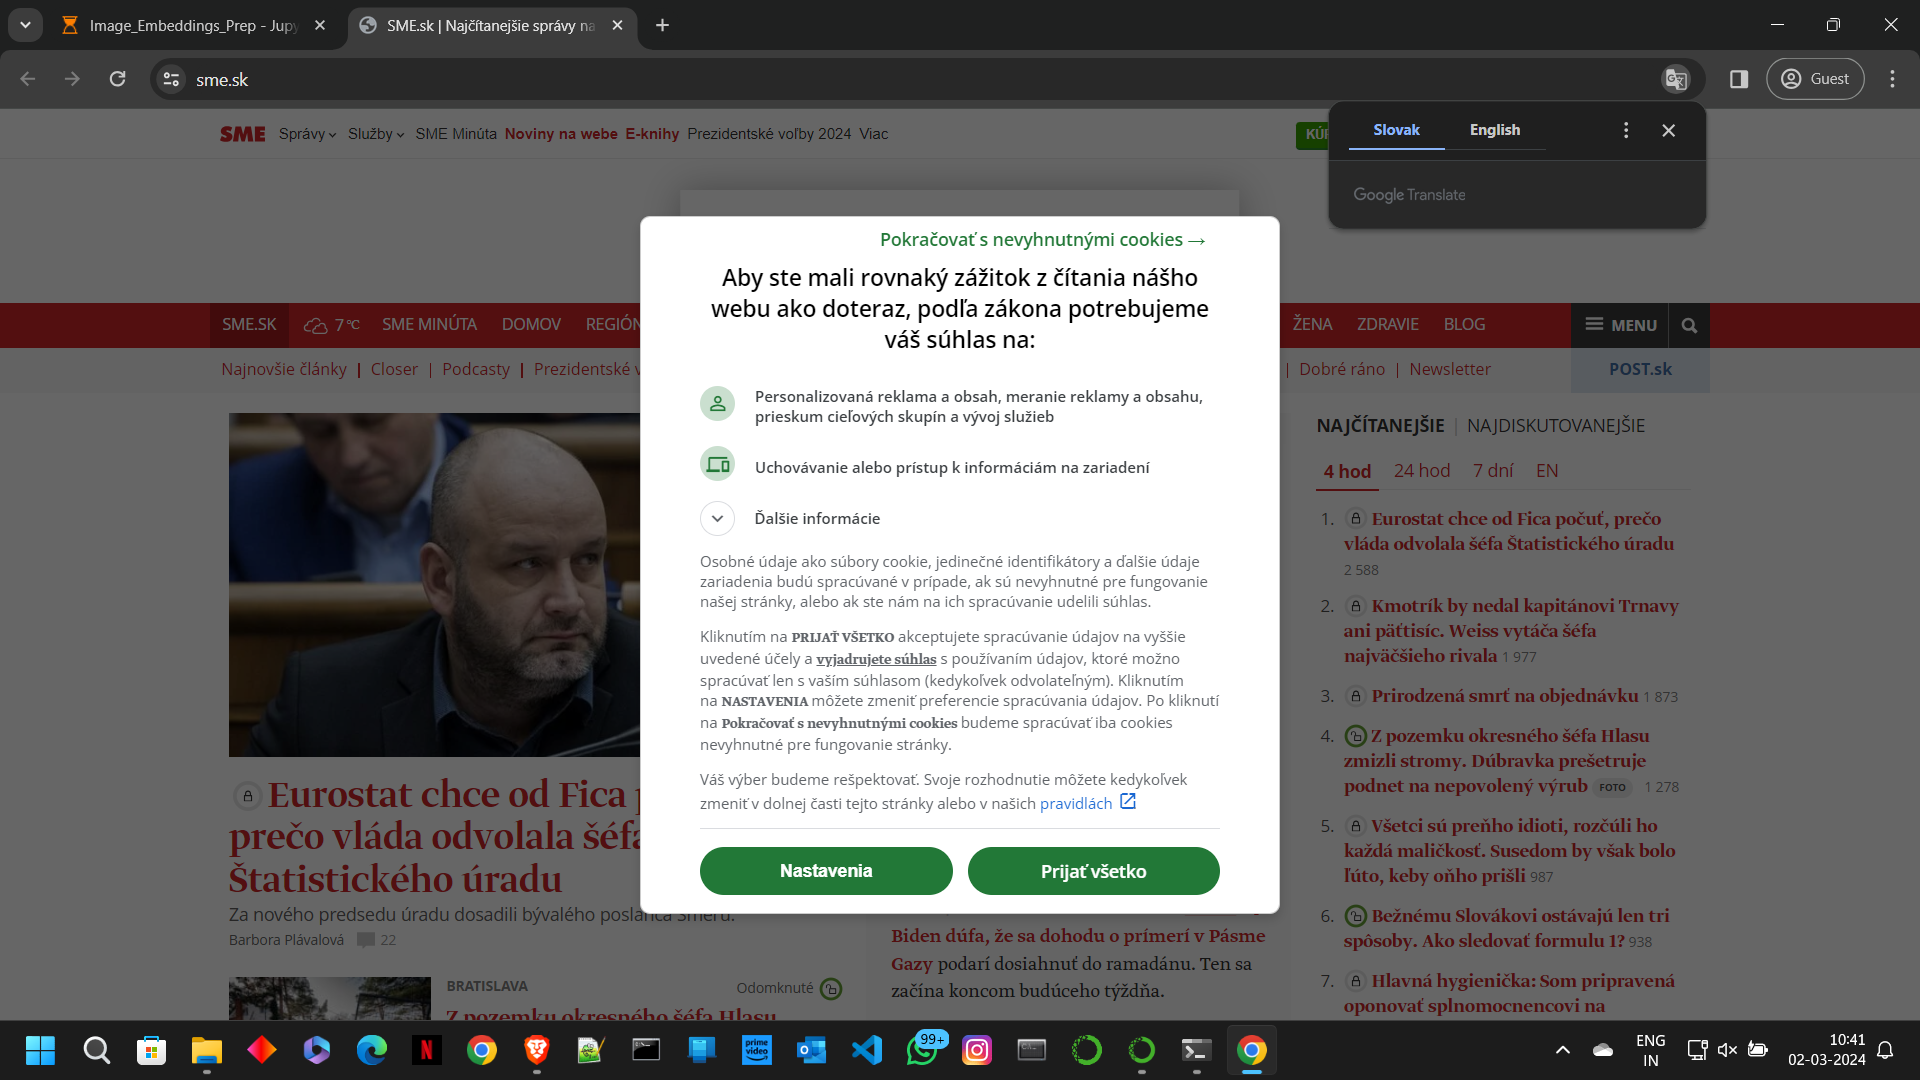 Image_Embeddings_Prep - Jupy
SME.sk | Najčítanejšie správy na
sme.sk
Guest
SME Správy Služby SME Minúta Noviny na webe E-knihy Prezidentské voľby 2024 Viac
Slovak English
Google Translate
Pokračovať s nevyhnutnými cookies →
Aby ste mali rovnaký zážitok z čítania nášho
webu ako doteraz, podľa zákona potrebujeme
váš súhlas na:
Personalizovaná reklama a obsah, meranie reklamy a obsahu,
prieskum cieľových skupín a vývoj služieb
Uchovávanie alebo prístup k informáciám na zariadení
Ďalšie informácie
Osobné údaje ako súbory cookie, jedinečné identifikátory a ďalšie údaje
zariadenia budú spracúvané v prípade, ak sú nevyhnutné pre fungovanie
našej stránky, alebo ak ste nám na ich spracúvanie udelili súhlas.
Kliknutím na PRIJAŤ VŠETKO akceptujete spracúvanie údajov na vyššie
uvedené účely a vyjadrujete súhlas s používaním údajov, ktoré možno
spracúvať len s vaším súhlasom (kedykoľvek odvolateľným). Kliknutím
na NASTAVENIA môžete zmeniť preferencie spracúvania údajov. Po kliknutí
na Pokračovať s nevyhnutnými cookies budeme spracúvať iba cookies
nevyhnutné pre fungovanie stránky.
Váš výber budeme rešpektovať. Svoje rozhodnutie môžete kedykoľvek
zmeniť v dolnej časti tejto stránky alebo v našich pravidlách
Nastavenia
Prijať všetko
SME.SK 7 °C SME MINÚTA DOMOV REGIÓN
ŽENA ZDRAVIE BLOG MENU
Najnovšie články | Closer | Podcasty | Prezidentské v
| Dobré ráno | Newsletter
POST.sk
Eurostat chce od Fica
prečo vláda odvolala šéfa
Štatistického úradu
Za nového predsedu úradu dosadili bývalého poslanca Smeru.
Barbora Plávalová 22
BRATISLAVA
Odomknuté
Z pozemku okresného šéfa Hlasu
Biden dúfa, že sa dohodu o prímerí v Pásme
Gazy podarí dosiahnuť do ramadánu. Ten sa
začína koncom budúceho týždňa.
NAJČÍTANEJŠIE | NAJDISKUTOVANEJŠIE
4 hod 24 hod 7 dní EN
1. Eurostat chce od Fica počuť, prečo
vláda odvolala šéfa Štatistického úradu
2 588
2. Kmotrík by nedal kapitánovi Trnavy
ani päťtisíc. Weiss vytáča šéfa
najväčšieho rivala 1 977
3. Prirodzená smrť na objednávku 1 873
4. Z pozemku okresného šéfa Hlasu
zmizli stromy. Dúbravka prešetruje
podnet na nepovolený výrub FOTO 1 278
5. Všetci sú preňho idioti, rozčúli ho
každá maličkosť. Susedom by však bolo
ľúto, keby oňho prišli 987
6. Bežnému Slovákovi ostávajú len tri
spôsoby. Ako sledovať formulu 1? 938
7. Hlavná hygienička: Som pripravená
oponovať splnomocnencovi na
prime video
99+
ENG
IN
10:41
02-03-2024